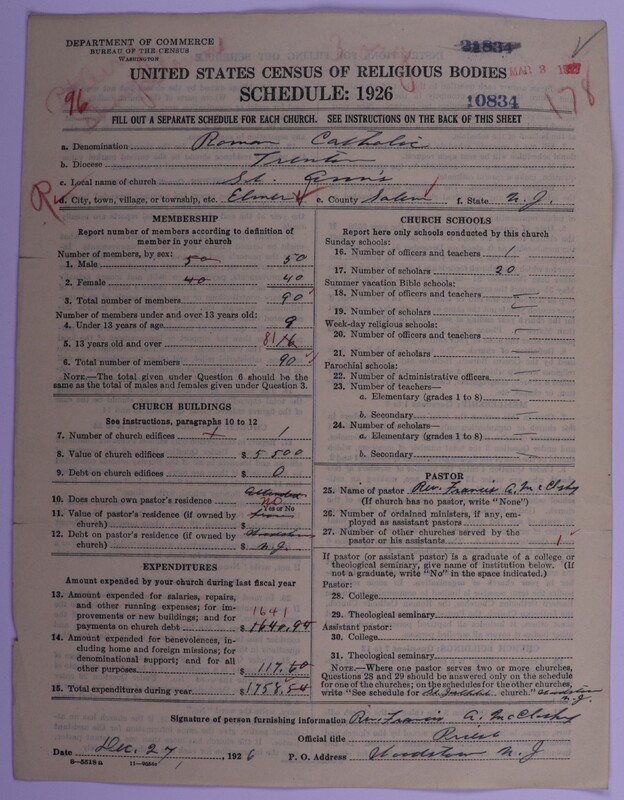 DEPARTMENT OF COMMERCE
BUREAU OF THE CENSUS
WASHINGTON
21834
UNITED STATES CENSUS OF RELIGIOUS BODIES
MAR 3
SCHEDULE: 1926
96
10834
178
FILL OUT A SEPARATE SCHEDULE FOR EACH CHURCH. SEE INSTRUCTIONS ON THE BACK OF THIS SHEET
a. Denomination Roman Catholic
b. Diocese Trenton
c. Local name of church St. Ann's
R
d. City, town, village, or township, etc. Elmer e. County Salem f. State N. J.
MEMBERSHIP
Report number of members according to definition of
member in your church
Number of members, by sex:
1. Male 50 50
2. Female 40 40
3. Total number of members 90
Number of members under and over 13 years old:
4. Under 13 years of age 9
5. 13 years old and over 81
6. Total number of members 90
NOTE.—The total given under Question 6 should be the
same as the total of males and females given under Question 3.
CHURCH BUILDINGS
See instructions, paragraphs 10 to 12
7. Number of church edifices 1
8. Value of church edifices $ 5 500
9. Debt on church edifices $ 0
Attended
10. Does church own pastor's residence NO
Yes or No
11. Value of pastor's residence (if owned by
church) $ from
12. Debt on pastor's residence (if owned by Woodstown
church) $ N. J.
EXPENDITURES
Amount expended by your church during last fiscal year
13. Amount expended for salaries, repairs,
and other running expenses; for im-
provements or new buildings; and for 1641
payments on church debt $ 1640.94
14. Amount expended for benevolences, in-
cluding home and foreign missions; for
denominational support; and for all
other purposes $ 117.60
15. Total expenditures during year $ 1758.54
CHURCH SCHOOLS
Report here only schools conducted by this church
Sunday schools:
16. Number of officers and teachers 1
17. Number of scholars 20
Summer vacation Bible schools:
18. Number of officers and teachers
19. Number of scholars
Week-day religious schools:
20. Number of officers and teachers
21. Number of scholars
Parochial schools:
22. Number of administrative officers
23. Number of teachers—
a. Elementary (grades 1 to 8)
b. Secondary
24. Number of scholars—
a. Elementary (grades 1 to 8)
b. Secondary
PASTOR
25. Name of pastor Rev. Francis A. McClosky
(If church has no pastor, write "None")
26. Number of ordained ministers, if any, em-
ployed as assistant pastors
27. Number of other churches served by the
pastor or his assistants 1
If pastor (or assistant pastor) is a graduate of a college or
theological seminary, give name of institution below. (If
not a graduate, write "No" in the space indicated.)
Pastor:
28. College
29. Theological seminary
Assistant pastor:
30. College
31. Theological seminary
NOTE.—Where one pastor serves two or more churches,
Questions 28 and 29 should be answered only on the schedule
for one of the churches; on the schedules for the other churches,
write "See schedule for St. Joseph's church." Woodstown
N. J.
Signature of person furnishing information Rev. Francis A. McClosky
Official title Priest
Date Dec. 27, 1926 P. O. Address Woodstown N. J
8—5518 a 11—9024a